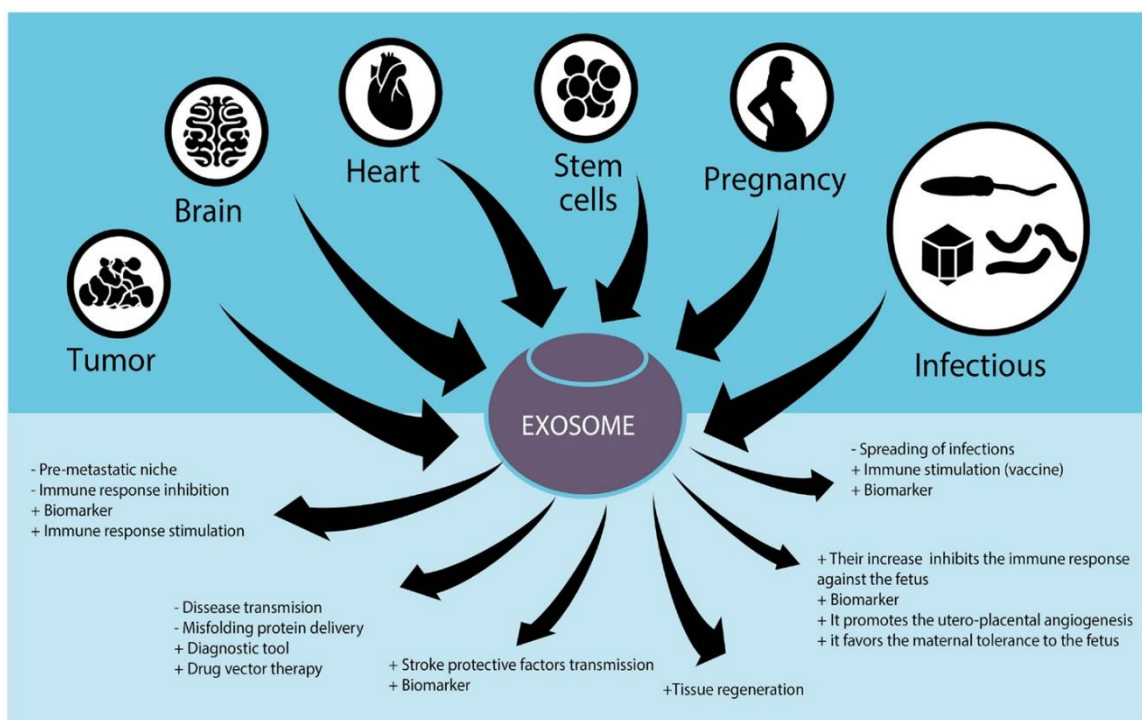 Heart
Stem
cells
Pregnancy
Brain
Tumor
Infectious
EXOSOME
- Pre-metastatic niche
- Immune response inhibition
+ Biomarker
+ Immune response stimulation
- Dissease transmision
- Misfolding protein delivery
+ Diagnostic tool
+ Drug vector therapy
+ Stroke protective factors transmission
+ Biomarker
+Tissue regeneration
+ Their increase inhibits the immune response
against the fetus
+ Biomarker
+ It promotes the utero-placental angiogenesis
+ it favors the maternal tolerance to the fetus
- Spreading of infections
+ Immune stimulation (vaccine)
+ Biomarker